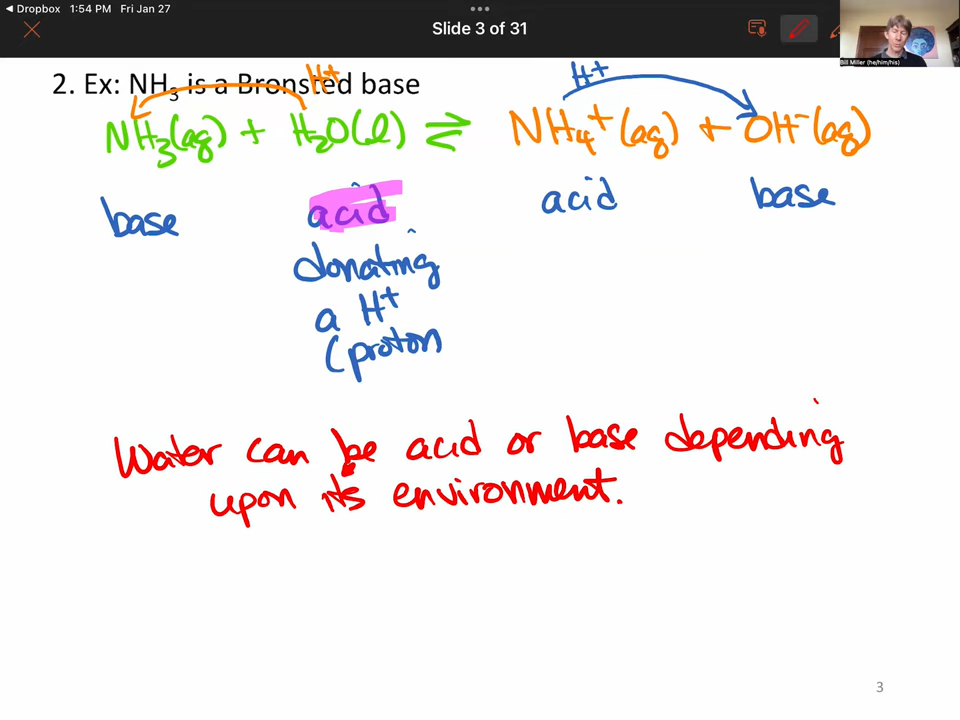 Dropbox 1:54 PM Fri Jan 27
Slide 3 of 31
Bill Miller (he/him/his)
2. Ex: NH₃ is a Bronsted base
H+ H+
NH₃(aq) + H₂O(l) ⇌ NH₄⁺(aq) + OH⁻(aq)
base acid acid base
donating
a H+
(proton
Water can be acid or base depending
upon its environment.
3